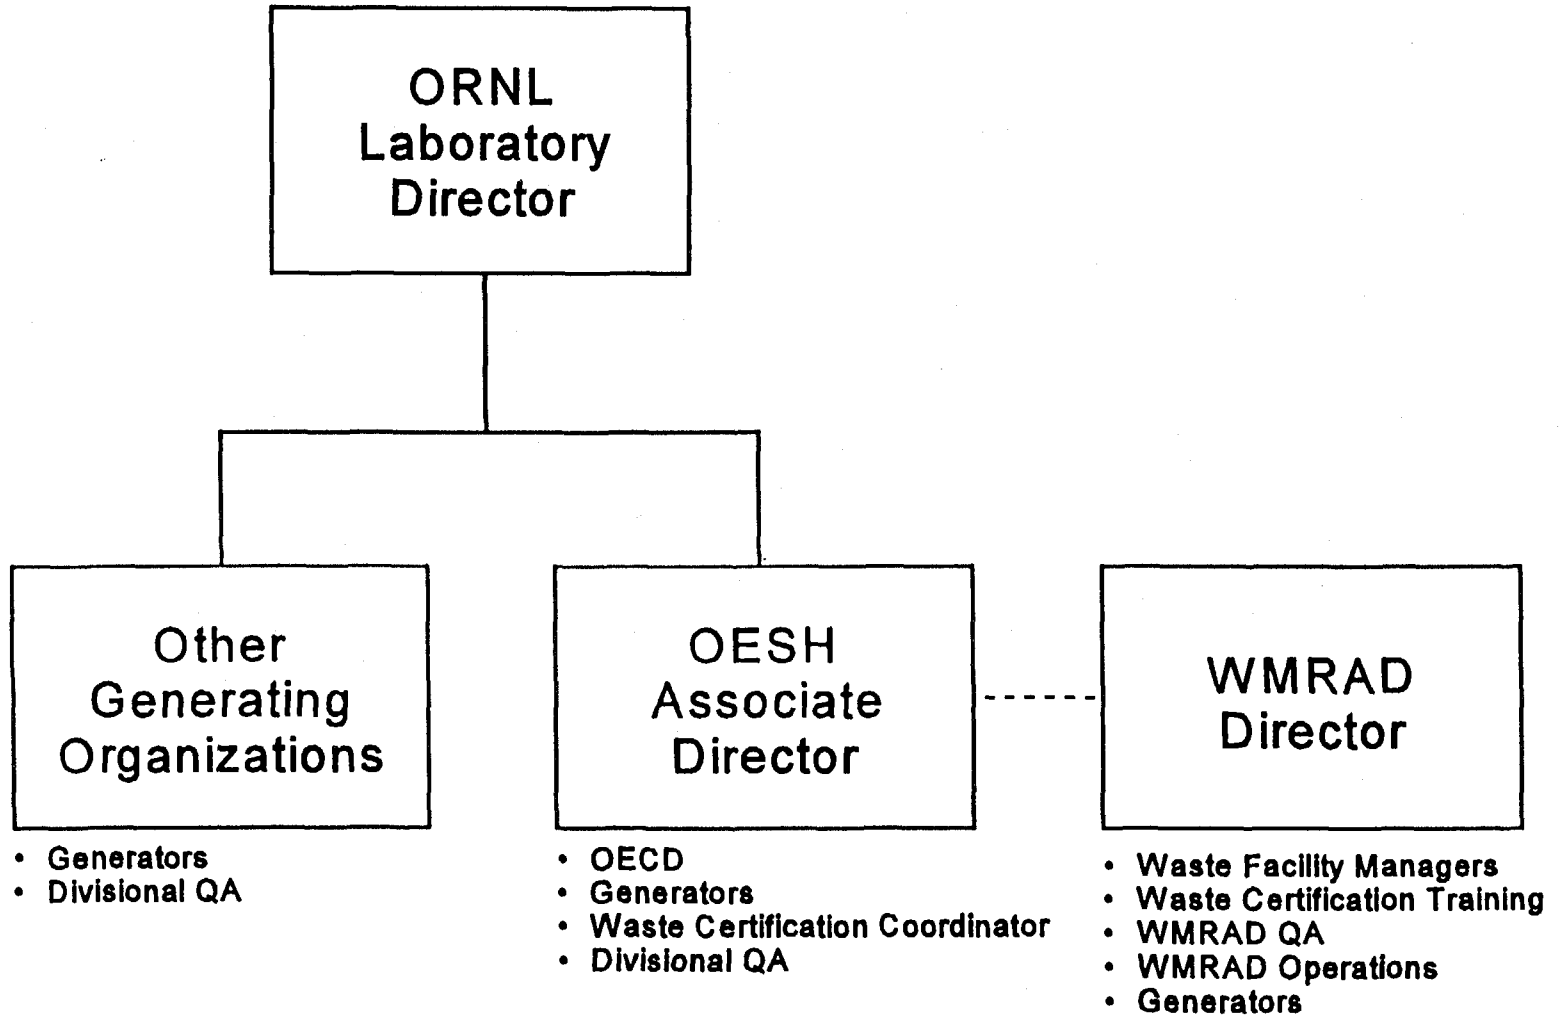 ORNL
Laboratory
Director
Other
Generating
Organizations
• Generators
• Divisional QA
OESH
Associate
Director
• OECD
• Generators
• Waste Certification Coordinator
• Divisional QA
WMRAD
Director
• Waste Facility Managers
• Waste Certification Training
• WMRAD QA
• WMRAD Operations
• Generators